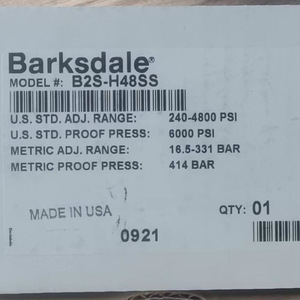 Barksdale®
MODEL #: B2S-H48SS
U.S. STD. ADJ. RANGE: 240-4800 PSI
U.S. STD. PROOF PRESS: 6000 PSI
METRIC ADJ. RANGE: 16.5-331 BAR
METRIC PROOF PRESS: 414 BAR
MADE IN USA
QTY: 01
0921